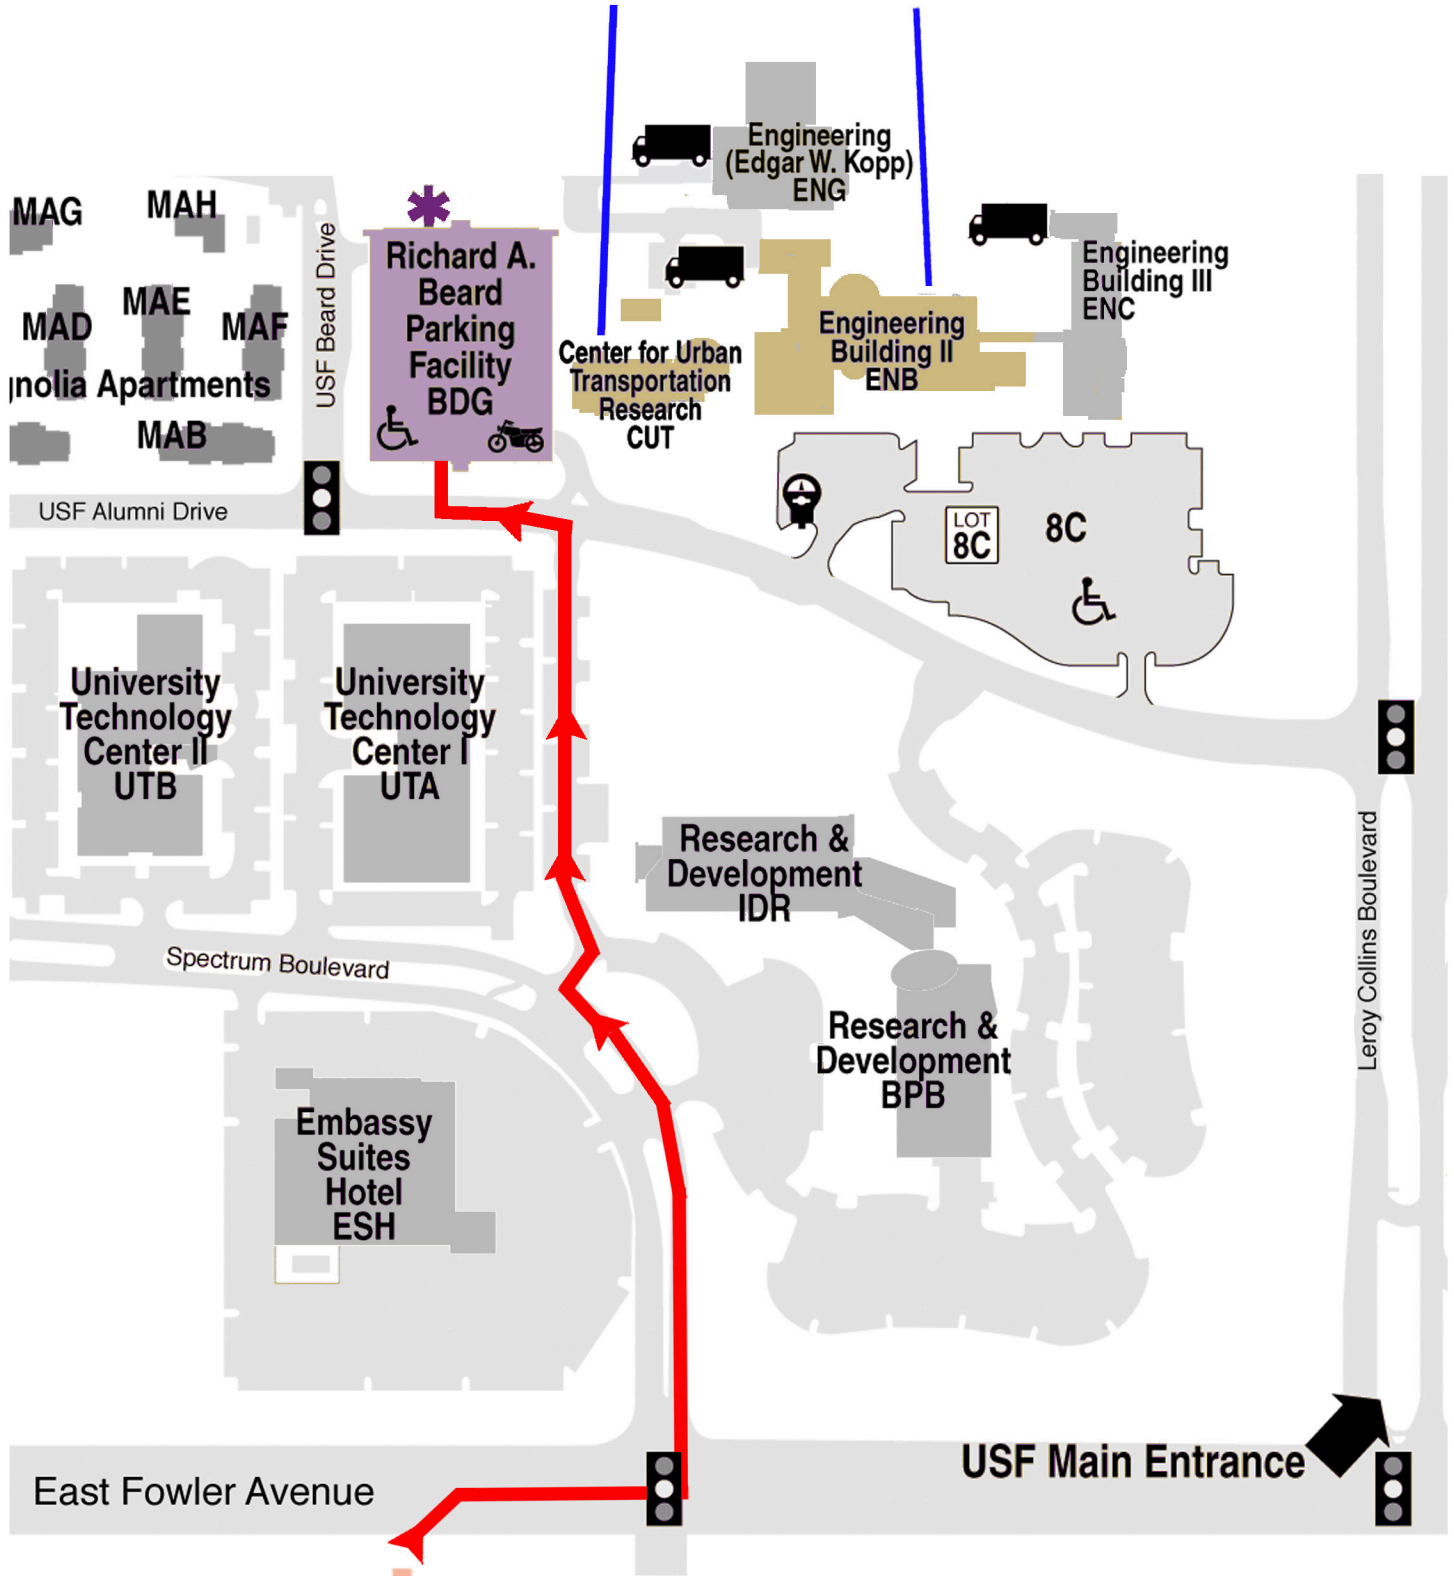 Engineering
(Edgar W. Kopp)
ENG
MAG
MAH
USF Beard Drive
Richard A.
Beard
Parking
Facility
BDG
Engineering
Building III
ENC
MAD
MAE
MAF
gnolia Apartments
MAB
Center for Urban
Transportation
Research
CUT
Engineering
Building II
ENB
USF Alumni Drive
LOT
8C
8C
University
Technology
Center II
UTB
University
Technology
Center I
UTA
Research &
Development
IDR
Leroy Collins Boulevard
Spectrum Boulevard
Research &
Development
BPB
Embassy
Suites
Hotel
ESH
USF Main Entrance
East Fowler Avenue